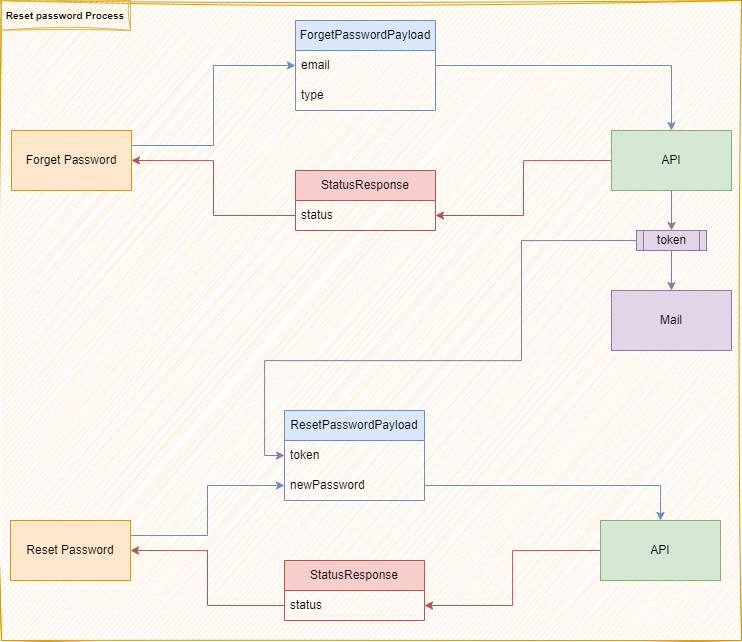 Reset password Process
ForgetPasswordPayload
email
type
Forget Password
API
StatusResponse
status
token
Mail
ResetPasswordPayload
token
newPassword
Reset Password
API
StatusResponse
status